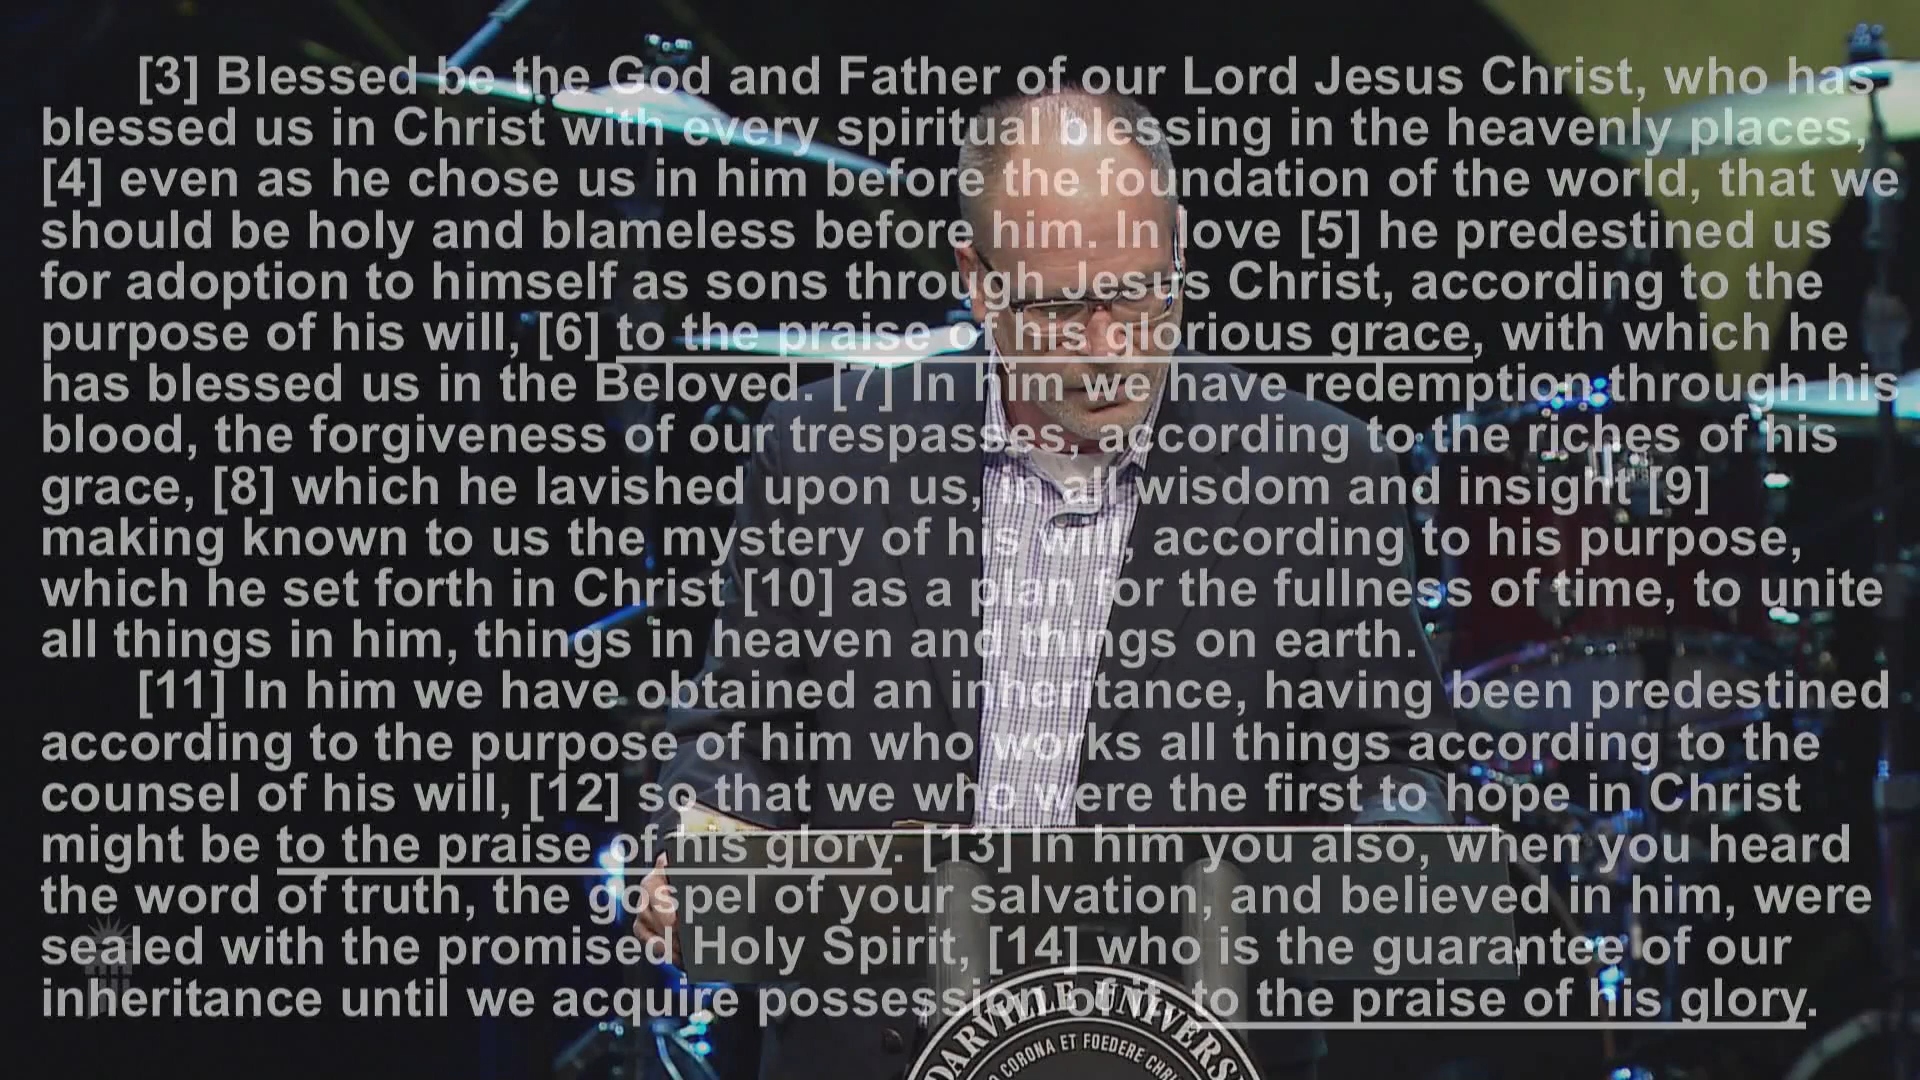 [3] Blessed be the God and Father of our Lord Jesus Christ, who has
blessed us in Christ with every spiritual blessing in the heavenly places,
[4] even as he chose us in him before the foundation of the world, that we
should be holy and blameless before him. In love [5] he predestined us
for adoption to himself as sons through Jesus Christ, according to the
purpose of his will, [6] to the praise of his glorious grace, with which he
has blessed us in the Beloved. [7] In him we have redemption through his
blood, the forgiveness of our trespasses, according to the riches of his
grace, [8] which he lavished upon us, in all wisdom and insight [9]
making known to us the mystery of his will, according to his purpose,
which he set forth in Christ [10] as a plan for the fullness of time, to unite
all things in him, things in heaven and things on earth.
[11] In him we have obtained an inheritance, having been predestined
according to the purpose of him who works all things according to the
counsel of his will, [12] so that we who were the first to hope in Christ
might be to the praise of his glory. [13] In him you also, when you heard
the word of truth, the gospel of your salvation, and believed in him, were
sealed with the promised Holy Spirit, [14] who is the guarantee of our
inheritance until we acquire possession of it, to the praise of his glory.
DARVILLE UNIVERS
CORONA ET FOEDERE CHRI